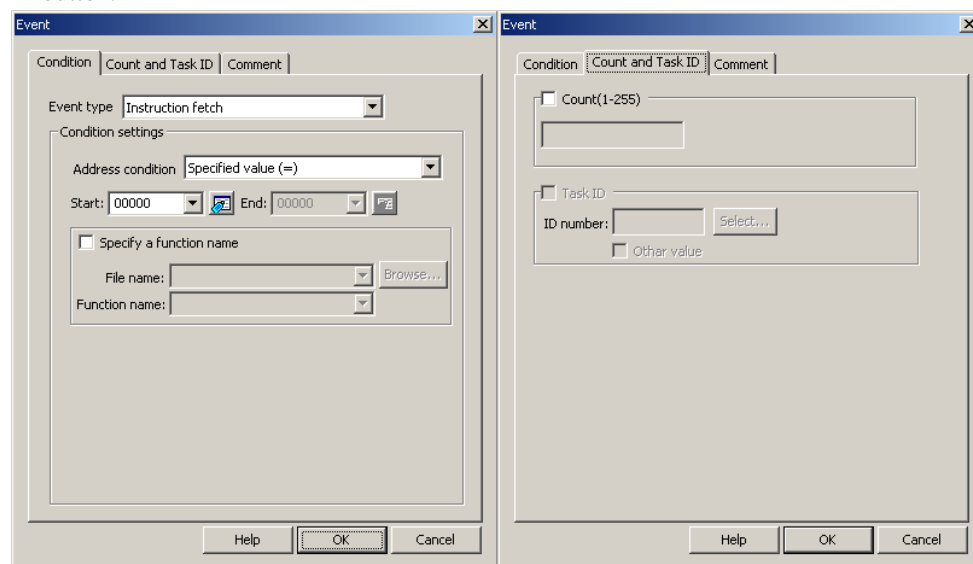 Event
Condition
Count and Task ID
Comment
Event type
Instruction fetch
Condition settings
Address condition
Specified value (=)
Start:
00000
End:
00000
Specify a function name
File name:
Browse...
Function name:
Help
OK
Cancel
Event
Condition
Count and Task ID
Comment
Count(1-255)
Task ID
ID number:
Select...
Othar value
Help
OK
Cancel